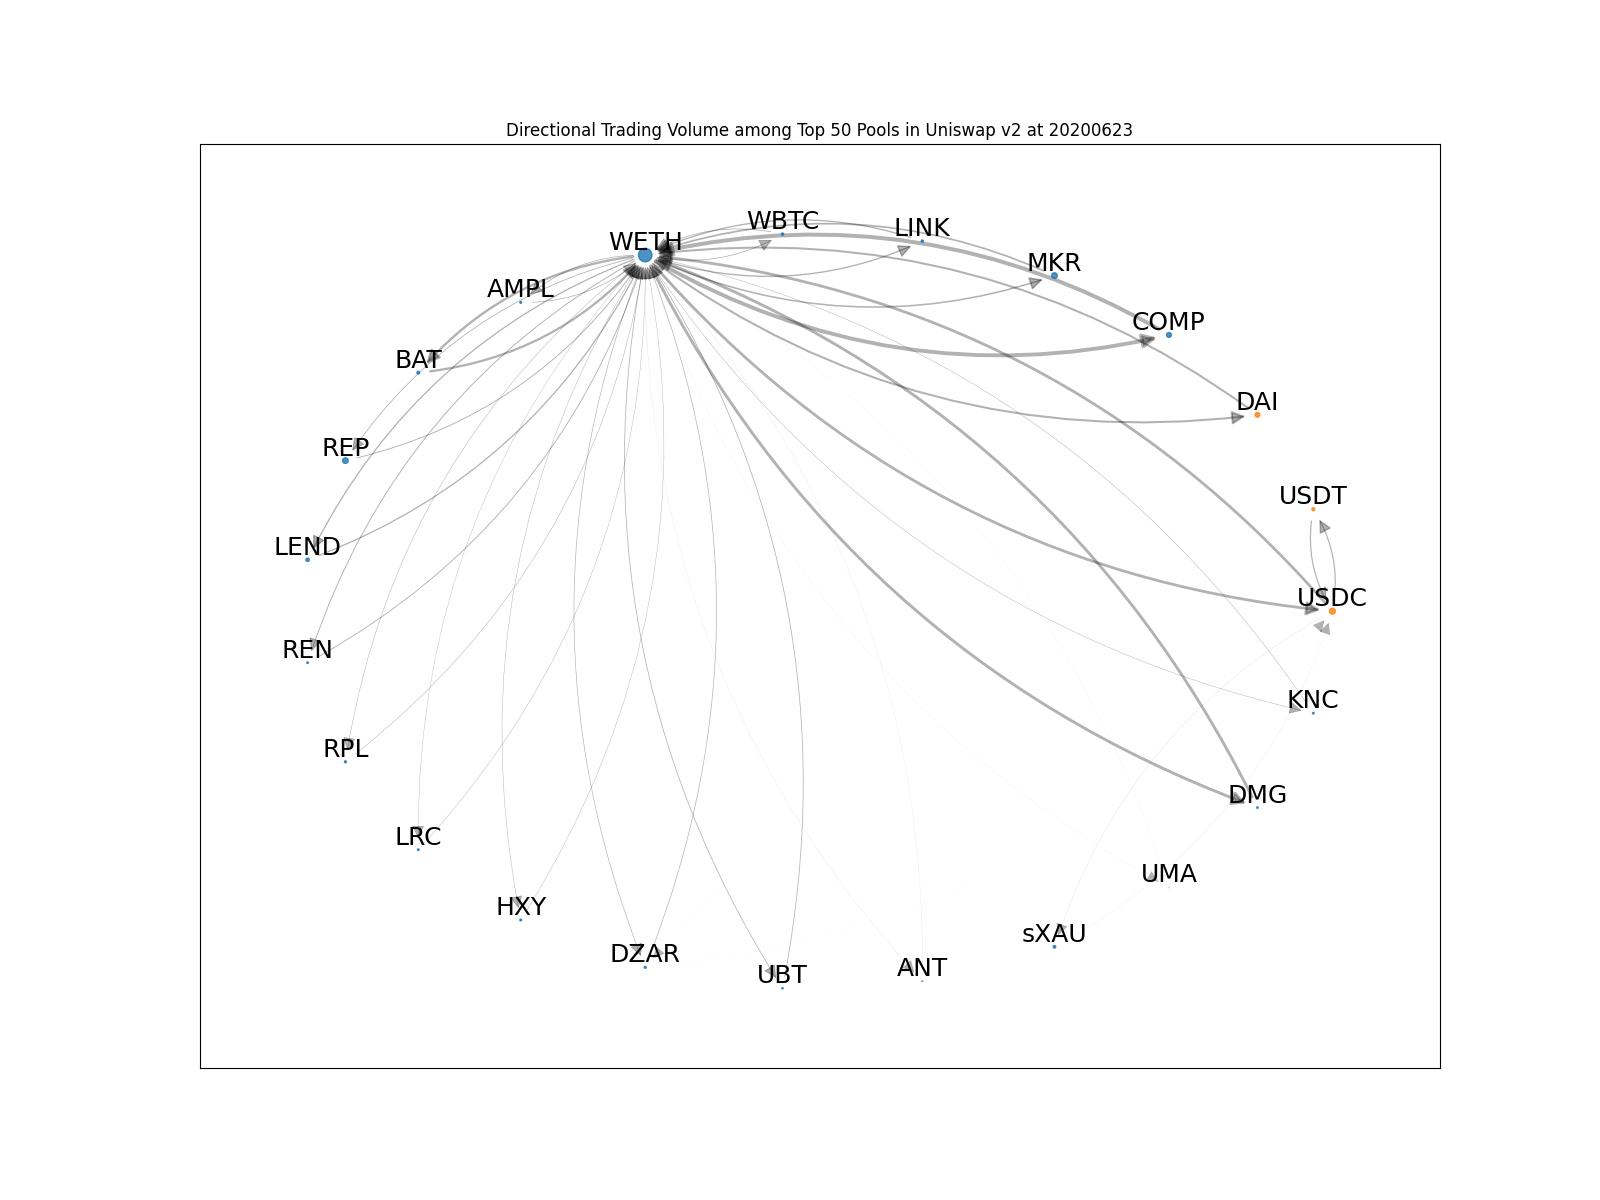 Directional Trading Volume among Top 50 Pools in Uniswap v2 at 20200623
WBTC
LINK
WETH
MKR
AMPL
COMP
BAT
DAI
REP
USDT
LEND
USDC
REN
KNC
RPL
DMG
LRC
UMA
HXY
sXAU
DZAR
ANT
UBT